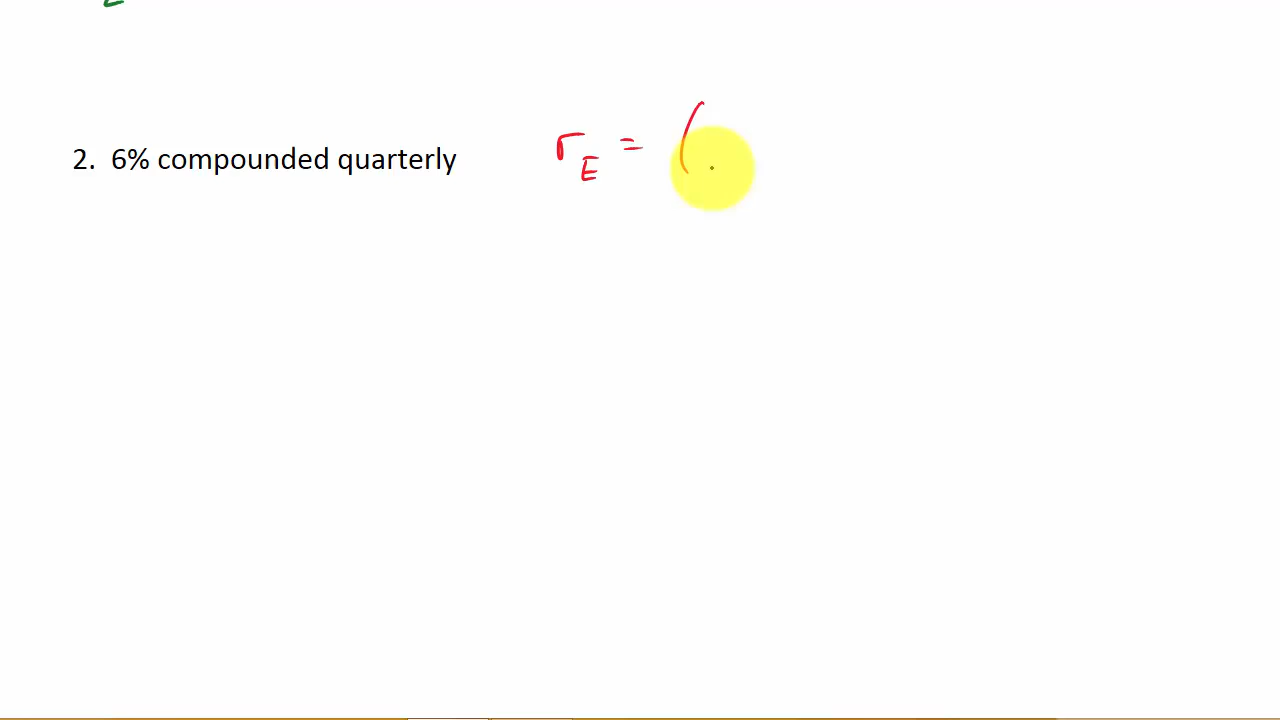 2. 6% compounded quarterly r_E = (